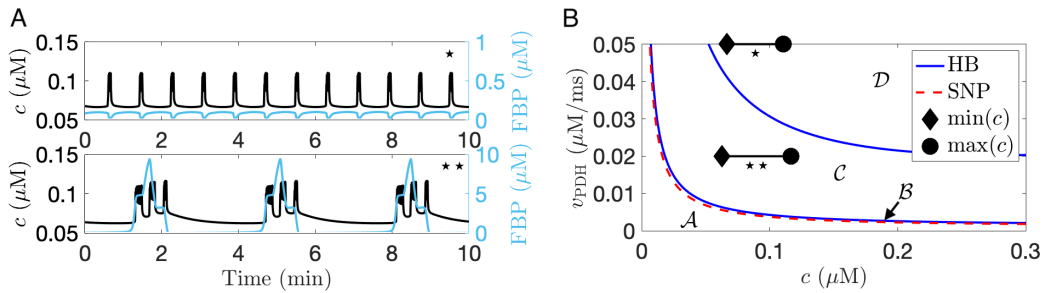 A
0.15
0.1
0.05
c (μM)
★
1
0.5
0
FBP (μM)
0 2 4 6 8 10
0.15
0.1
0.05
c (μM)
★ ★
10
5
0
FBP (μM)
0 2 4 6 8 10
Time (min)
B
0.05
0.04
0.03
0.02
0.01
0
v_PDH (μM/ms)
★
★ ★
𝒜
ℬ
𝒞
𝒟
HB
SNP
min(c)
max(c)
0 0.1 0.2 0.3
c (μM)